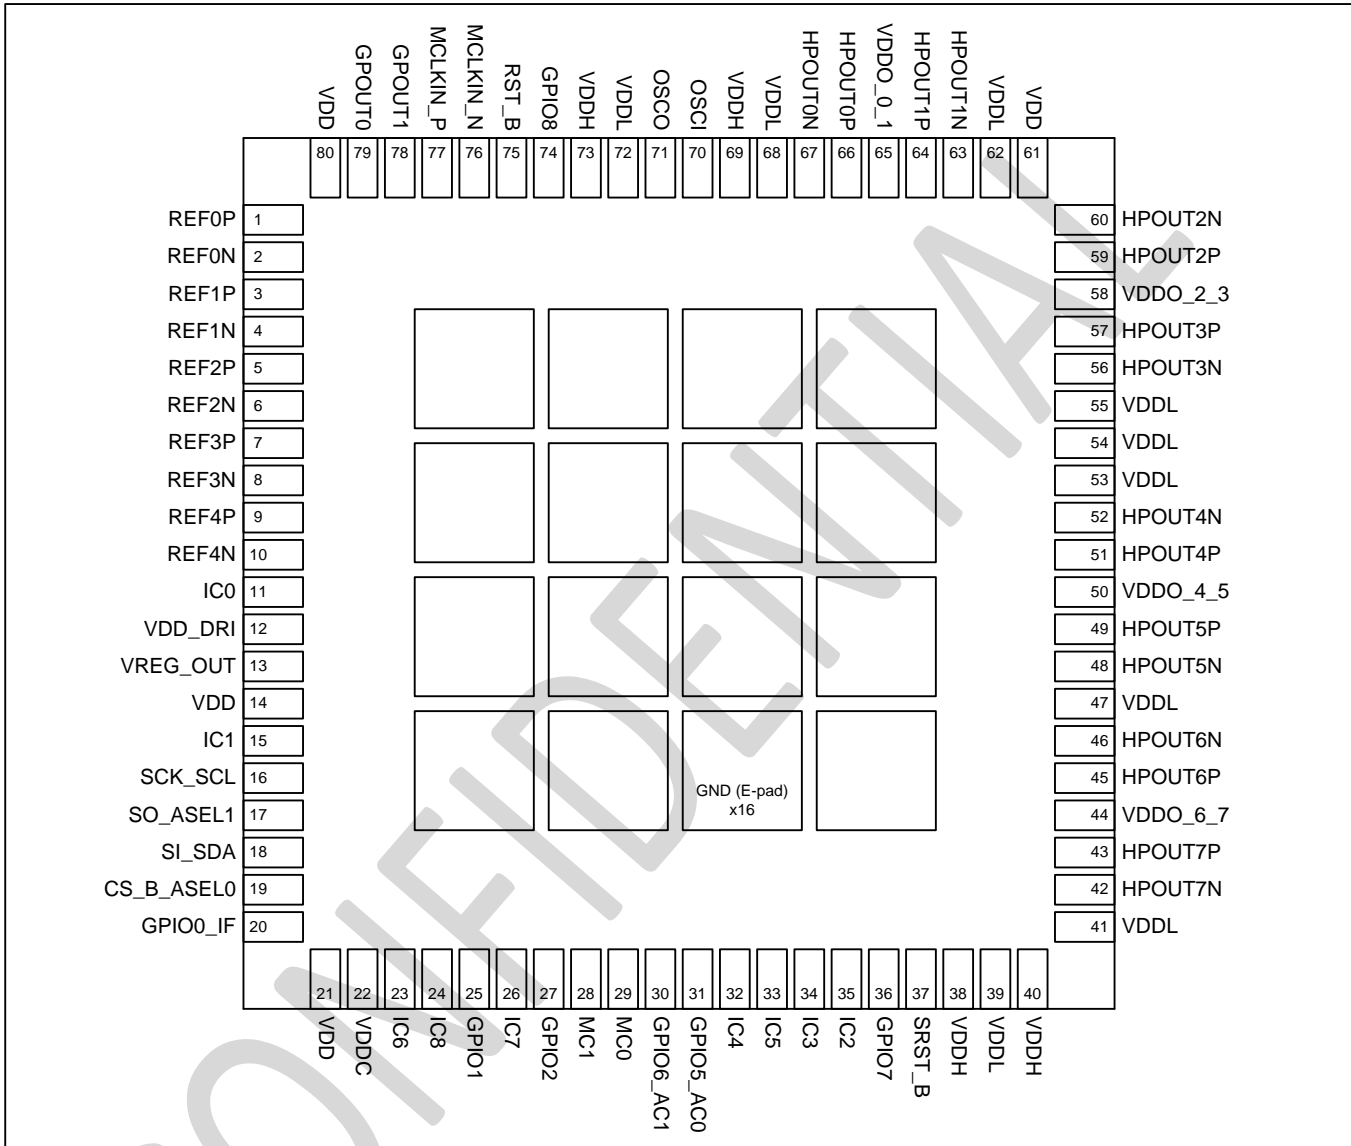 VDD
GPOUT0
GPOUT1
MCLKIN_P
MCLKIN_N
RST_B
GPIO8
VDDH
VDDL
OSCO
OSCI
VDDH
VDDL
HPOUT0N
HPOUT0P
VDDO_0_1
HPOUT1P
HPOUT1N
VDDL
VDD
80 79 78 77 76 75 74 73 72 71 70 69 68 67 66 65 64 63 62 61
REF0P 1
60 HPOUT2N
REF0N 2
59 HPOUT2P
REF1P 3
58 VDDO_2_3
REF1N 4
57 HPOUT3P
REF2P 5
56 HPOUT3N
REF2N 6
55 VDDL
REF3P 7
54 VDDL
REF3N 8
53 VDDL
REF4P 9
52 HPOUT4N
REF4N 10
51 HPOUT4P
IC0 11
50 VDDO_4_5
VDD_DRI 12
49 HPOUT5P
VREG_OUT 13
48 HPOUT5N
VDD 14
47 VDDL
IC1 15
46 HPOUT6N
SCK_SCL 16
45 HPOUT6P
SO_ASEL1 17
44 VDDO_6_7
SI_SDA 18
43 HPOUT7P
CS_B_ASEL0 19
42 HPOUT7N
GPIO0_IF 20
41 VDDL
GND (E-pad)
x16
21 22 23 24 25 26 27 28 29 30 31 32 33 34 35 36 37 38 39 40
VDD
VDDC
IC6
IC8
GPIO1
IC7
GPIO2
MC1
MC0
GPIO6_AC1
GPIO5_AC0
IC4
IC5
IC3
IC2
GPIO7
SRST_B
VDDH
VDDL
VDDH
ONFIDENTIAL